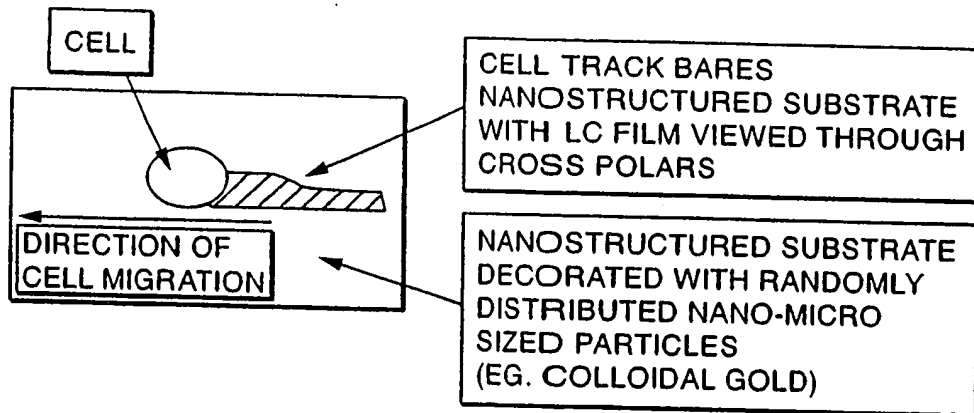 CELL
CELL TRACK BARES
NANOSTRUCTURED SUBSTRATE
WITH LC FILM VIEWED THROUGH
CROSS POLARS
DIRECTION OF
CELL MIGRATION
NANOSTRUCTURED SUBSTRATE
DECORATED WITH RANDOMLY
DISTRIBUTED NANO-MICRO
SIZED PARTICLES
(EG. COLLOIDAL GOLD)